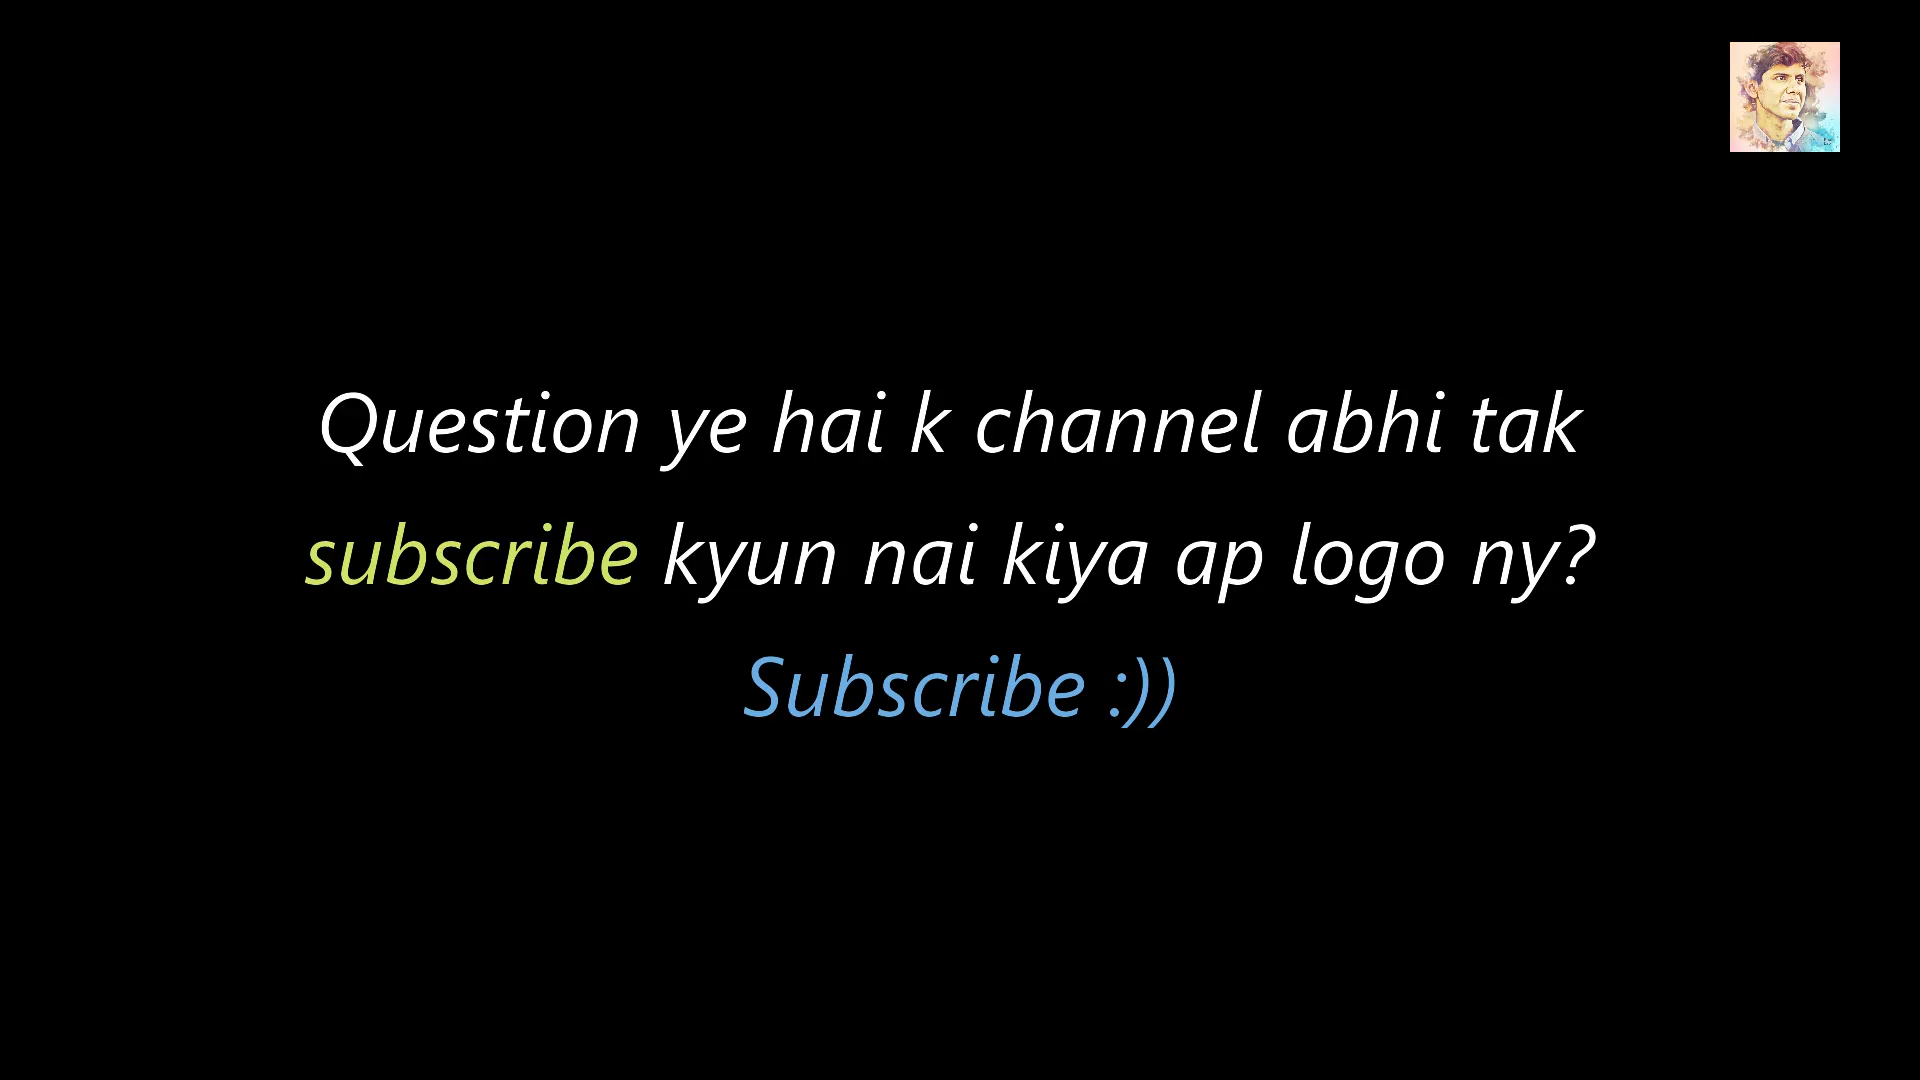 Question ye hai k channel abhi tak
subscribe kyun nai kiya ap logo ny?
Subscribe :))